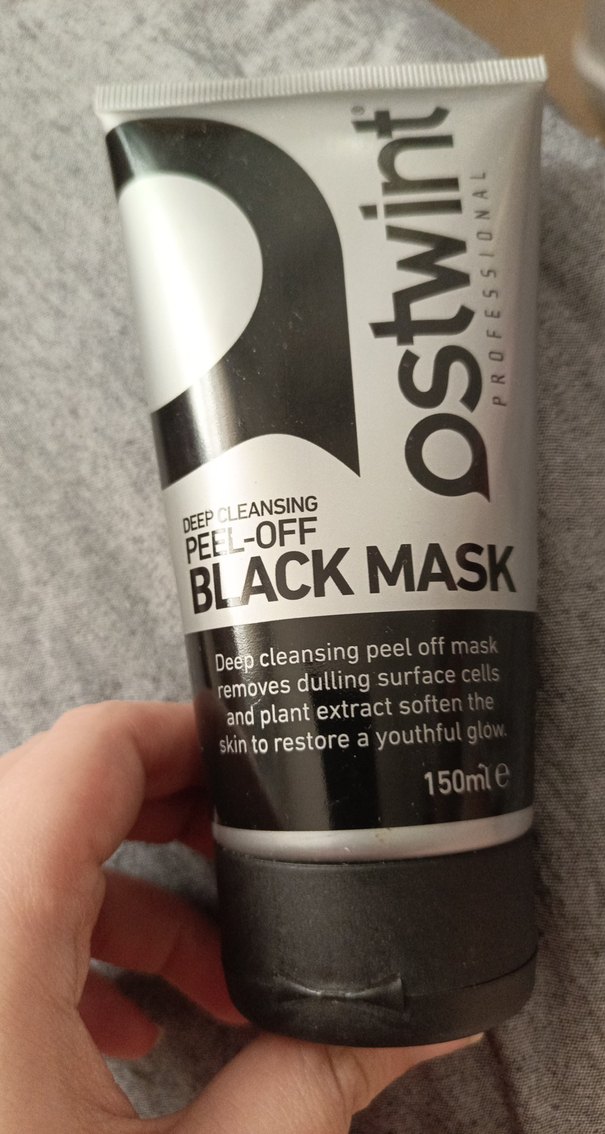 ostwint®
PROFESSIONAL
DEEP CLEANSING
PEEL-OFF
BLACK MASK
Deep cleansing peel off mask
removes dulling surface cells
and plant extract soften the
skin to restore a youthful glow.
150ml ℮